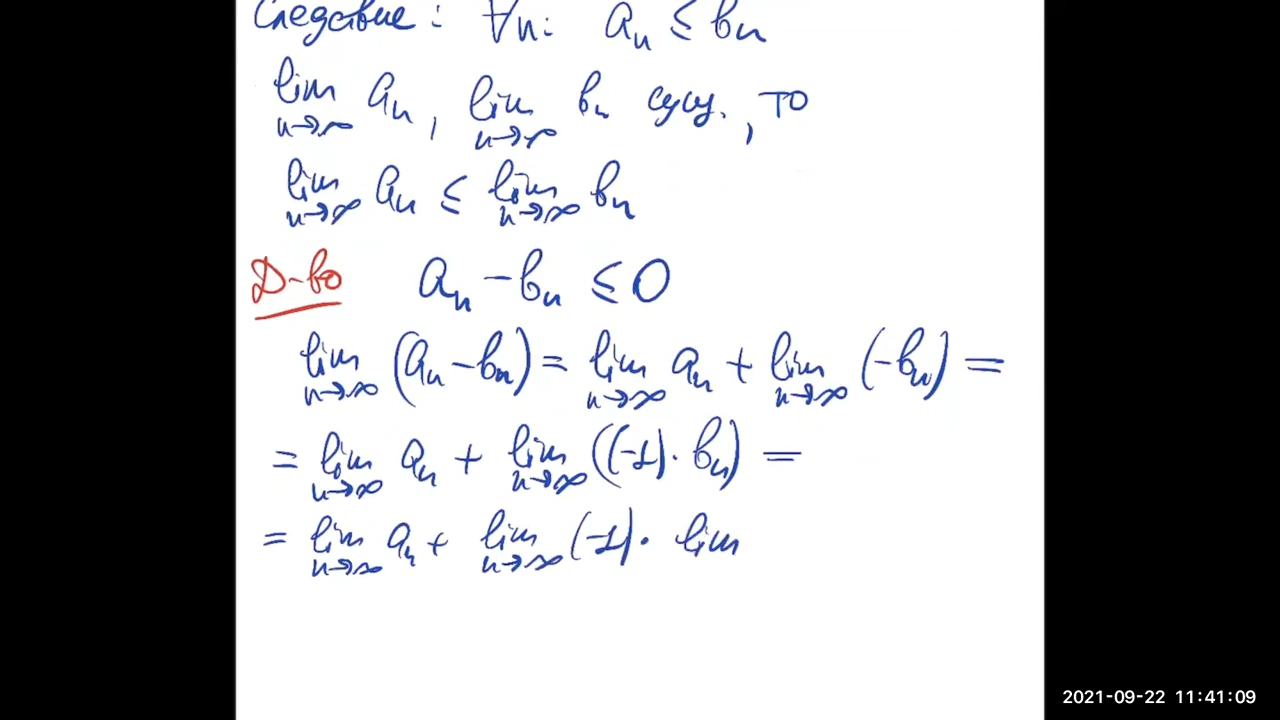 Следствие: ∀n: aₙ ≤ bₙ
lim n→∞ aₙ, lim n→∞ bₙ сущ., то
lim n→∞ aₙ ≤ lim n→∞ bₙ
Д-во aₙ - bₙ ≤ 0
lim n→∞ (aₙ - bₙ) = lim n→∞ aₙ + lim n→∞ (-bₙ) =
= lim n→∞ aₙ + lim n→∞ ((-1)·bₙ) =
= lim n→∞ aₙ + lim n→∞ (-1)· lim
2021-09-22 11:41:09